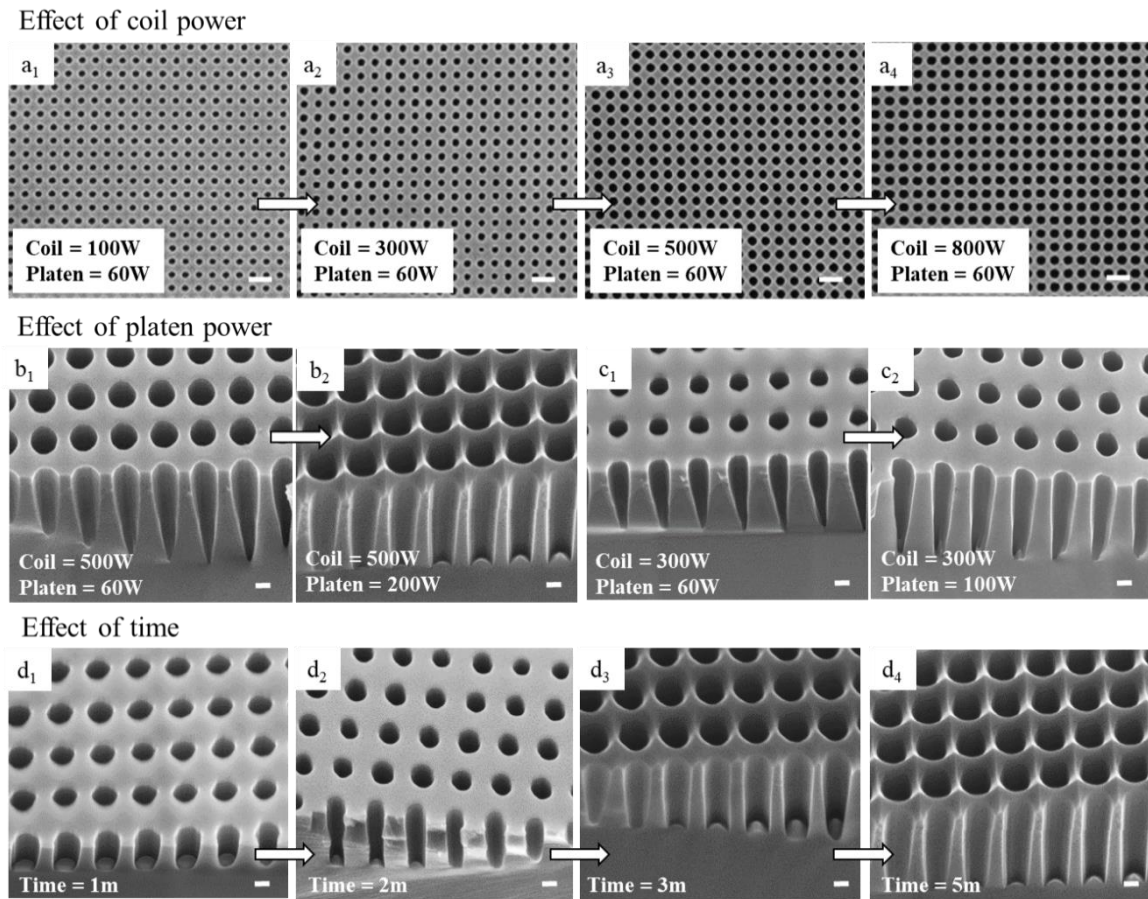 Effect of coil power
a₁
a₂
a₃
a₄
Coil = 100W
Platen = 60W
Coil = 300W
Platen = 60W
Coil = 500W
Platen = 60W
Coil = 800W
Platen = 60W
Effect of platen power
b₁
b₂
c₁
c₂
Coil = 500W
Platen = 60W
Coil = 500W
Platen = 200W
Coil = 300W
Platen = 60W
Coil = 300W
Platen = 100W
Effect of time
d₁
d₂
d₃
d₄
Time = 1m
Time = 2m
Time = 3m
Time = 5m